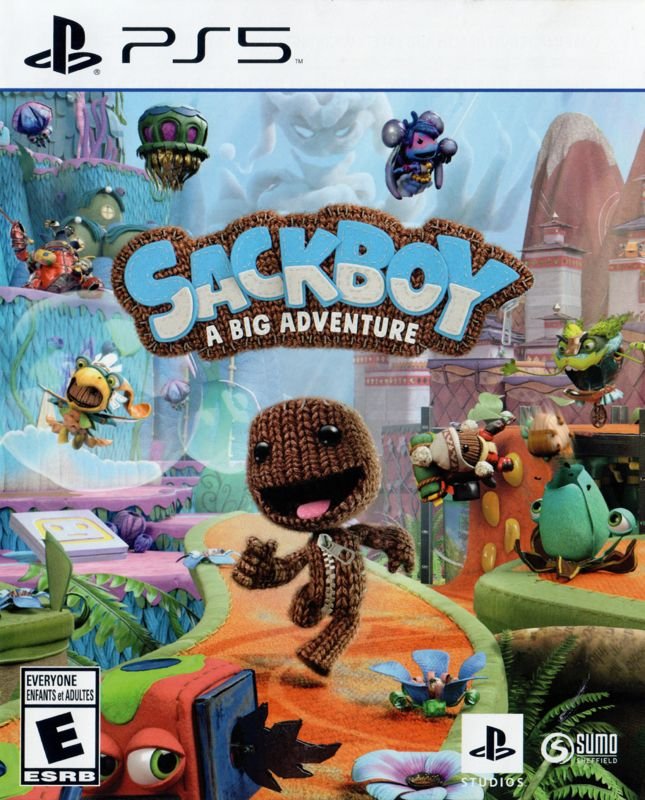 PS5
SACKBOY
A BIG ADVENTURE
EVERYONE
ENFANTS et ADULTES
E
ESRB
STUDIOS
SUMO
SHEFFIELD